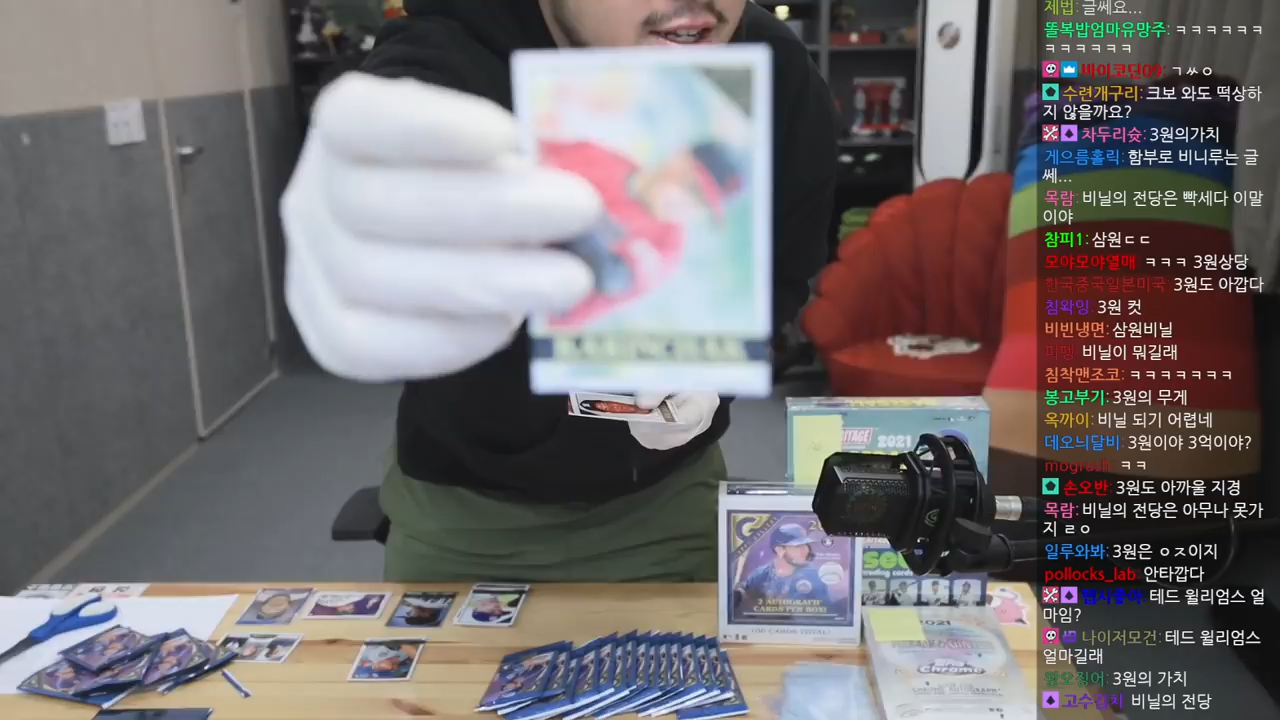 제법: 글쎄요...
똘복밥엄마유망주: ㅋㅋㅋㅋㅋㅋ
ㅋㅋㅋㅋㅋㅋ
바이코딘09: ㄱㅆㅇ
수련개구리: 크보 와도 떡상하
지 않을까요?
차두리슛: 3원의가치
게으름홀릭: 함부로 비니루는 글
쎄...
목람: 비닐의 전당은 빡세다 이말
이야
참피1: 삼원ㄷㄷ
모야모야열매: ㅋㅋㅋ 3원상당
한국중국일본미국: 3원도 아깝다
침왁잉: 3원 컷
비빈냉면: 삼원비닐
비닐이 뭐길래
침착맨조코: ㅋㅋㅋㅋㅋㅋㅋ
봉고부기: 3원의 무게
옥까이: 비닐 되기 어렵네
데오늬달비: 3원이야 3억이야?
ㅋㅋ
손오반: 3원도 아까울 지경
목람: 비닐의 전당은 아무나 못가
지 ㄹㅇ
일루와봐: 3원은 ㅇㅈ이지
pollocks_lab: 안타깝다
테드 윌리엄스 얼
마임?
나이저모건: 테드 윌리엄스
얼마길래
3원의 가치
고수김치: 비닐의 전당
KARINCHAK
2021
3 AUTOGRAPH
CARDS PER BOX!
2021
Chrome